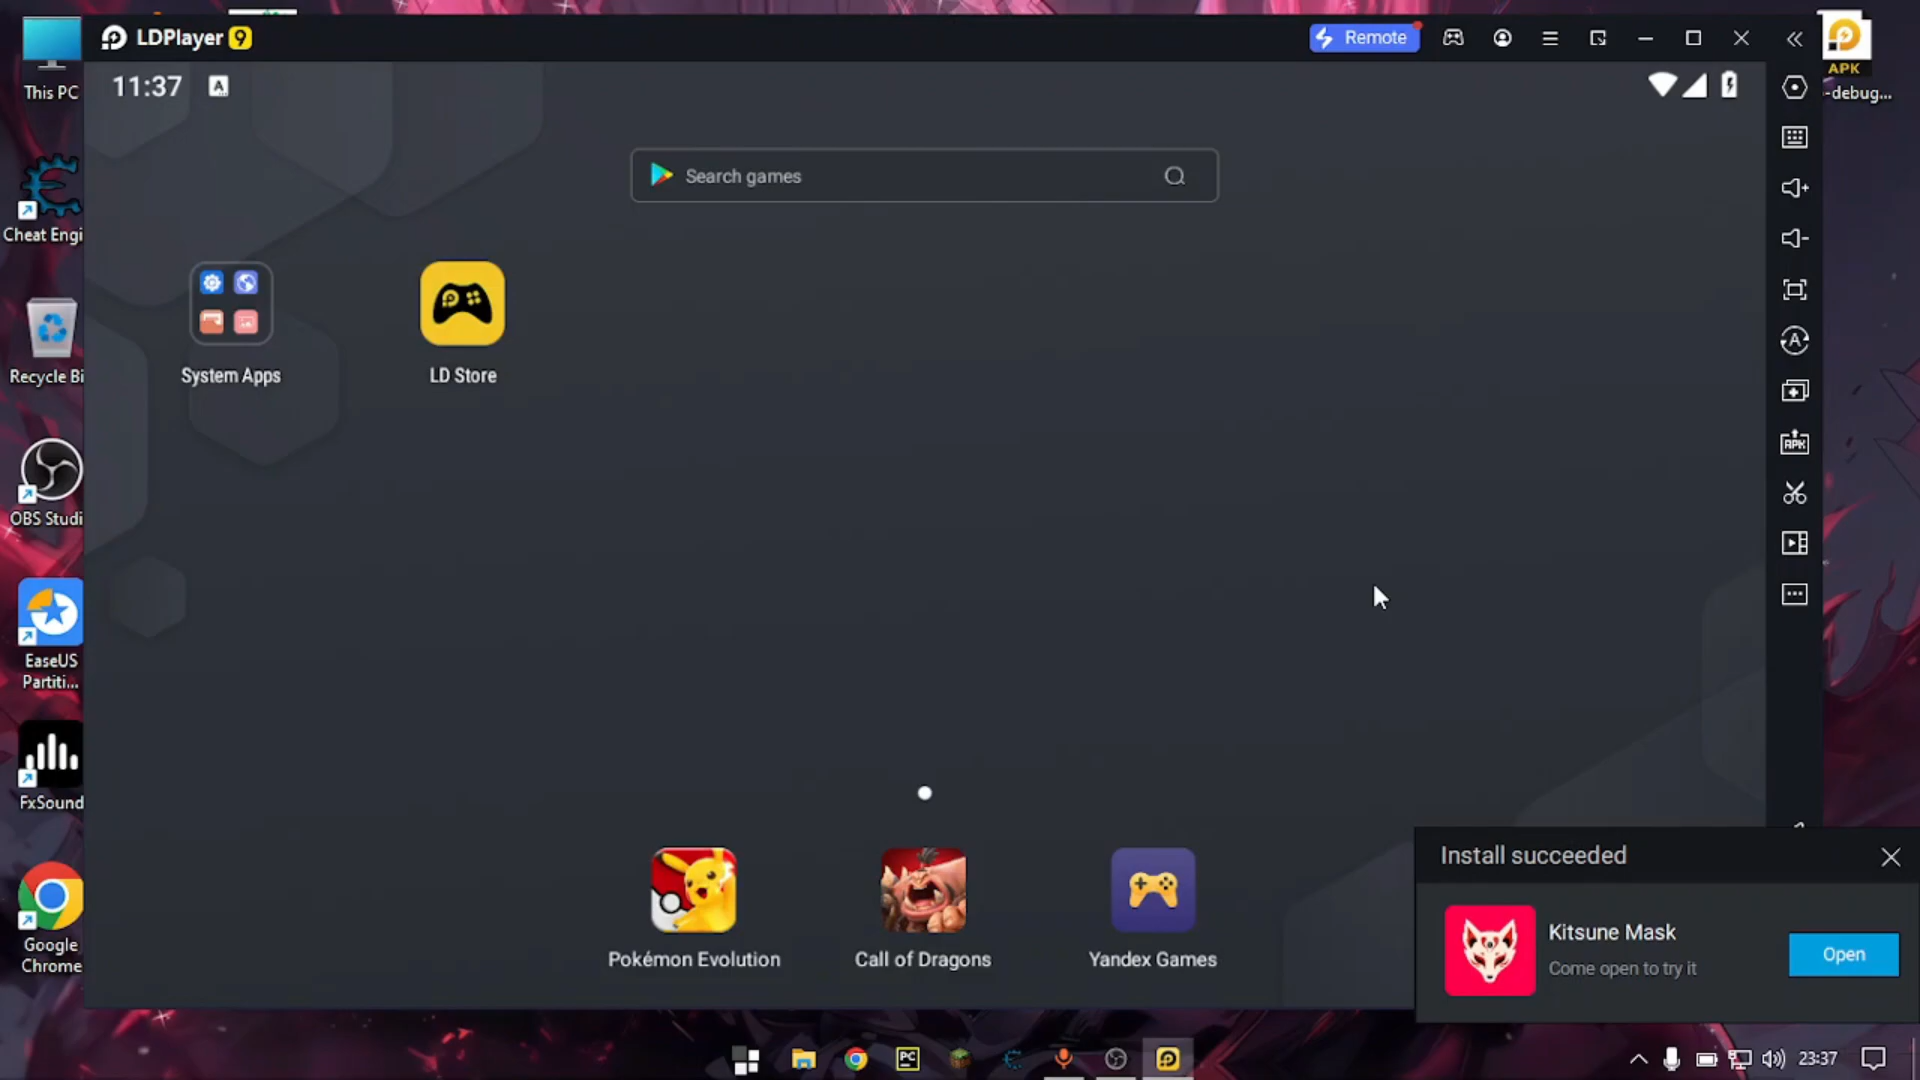 This PC
Cheat Engi
Recycle Bi
OBS Studi
EaseUS
Partiti...
FxSound
Google
Chrome
LDPlayer 9
Remote
APK
-debug...
11:37
A
Search games
System Apps
LD Store
A
APK
Pokémon Evolution
Call of Dragons
Yandex Games
Install succeeded
Kitsune Mask
Come open to try it
Open
PC
23:37